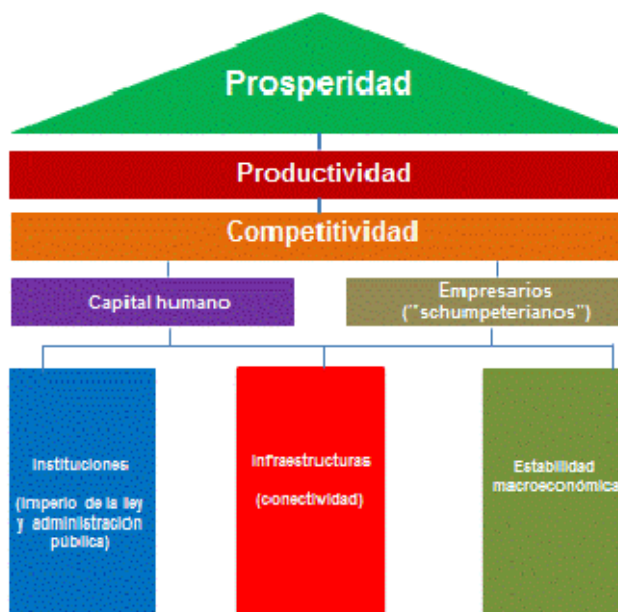 Prosperidad
Productividad
Competitividad
Capital humano
Empresarios
("schumpeterianos")
Instituciones
(imperio de la ley
y administración
pública)
Infraestructuras
(conectividad)
Estabilidad
macroeconómica